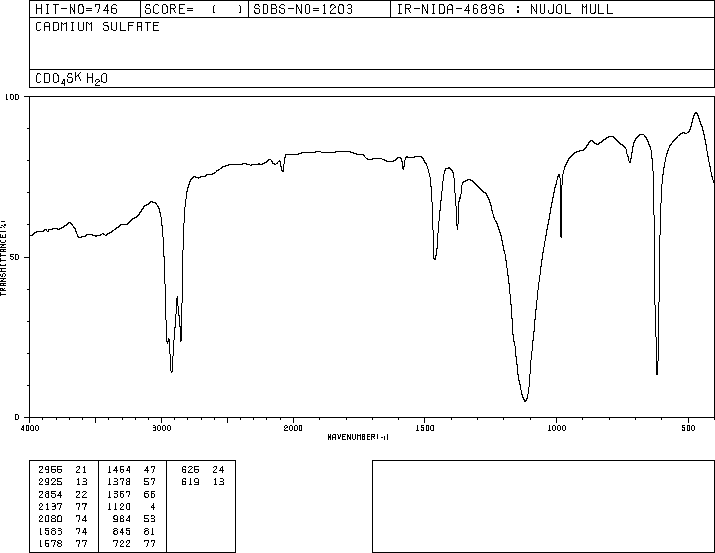 HIT-NO=746 SCORE= ( ) SDBS-NO=1203 IR-NIDA-46896 : NUJOL MULL
CADMIUM SULFATE
CDO4S K H2O
100
50
0
TRANSMITTANCE(%)
4000 3000 2000 1500 1000 500
WAVENUMBER(-1)
2956 21 1464 47 626 24
2925 13 1378 57 619 13
2854 22 1367 66
2137 77 1120 4
2080 74 984 53
1583 74 845 81
1578 77 722 77